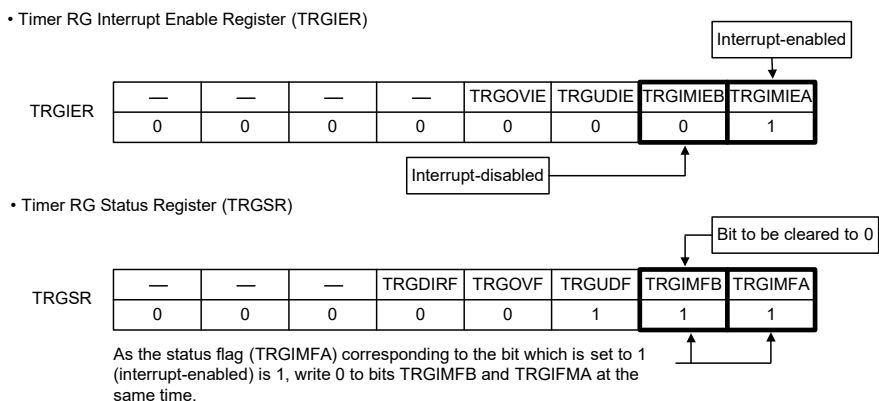 • Timer RG Interrupt Enable Register (TRGIER)
Interrupt-enabled
TRGIER
— — — — TRGOVIE TRGUDIE TRGIMIEB TRGIMIEA
0 0 0 0 0 0 0 1
Interrupt-disabled
• Timer RG Status Register (TRGSR)
Bit to be cleared to 0
TRGSR
— — — TRGDIRF TRGOVF TRGUDF TRGIMFB TRGIMFA
0 0 0 0 0 1 1 1
As the status flag (TRGIMFA) corresponding to the bit which is set to 1
(interrupt-enabled) is 1, write 0 to bits TRGIMFB and TRGIFMA at the
same time.